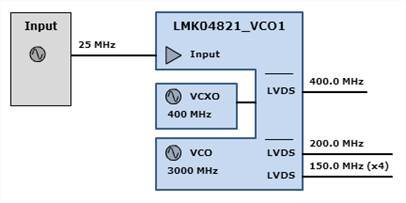 Input
25 MHz
LMK04821_VCO1
Input
VCXO
400 MHz
LVDS
400.0 MHz
VCO
3000 MHz
LVDS
200.0 MHz
LVDS
150.0 MHz (x4)